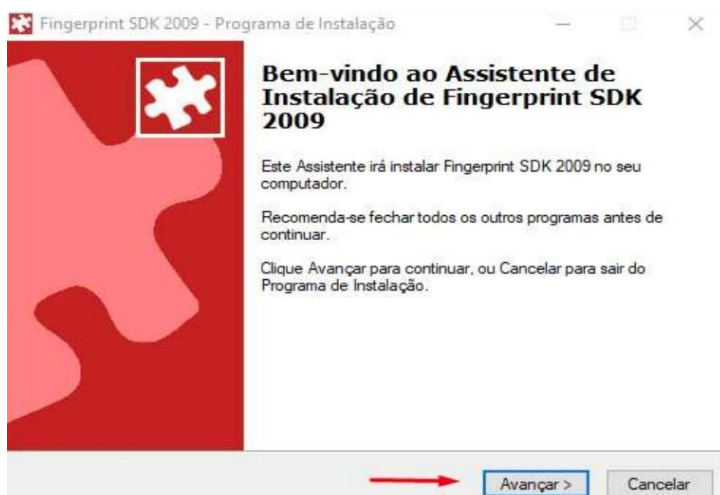 Fingerprint SDK 2009 - Programa de Instalação
Bem-vindo ao Assistente de
Instalação de Fingerprint SDK
2009
Este Assistente irá instalar Fingerprint SDK 2009 no seu
computador.
Recomenda-se fechar todos os outros programas antes de
continuar.
Clique Avançar para continuar, ou Cancelar para sair do
Programa de Instalação.
Avançar >
Cancelar